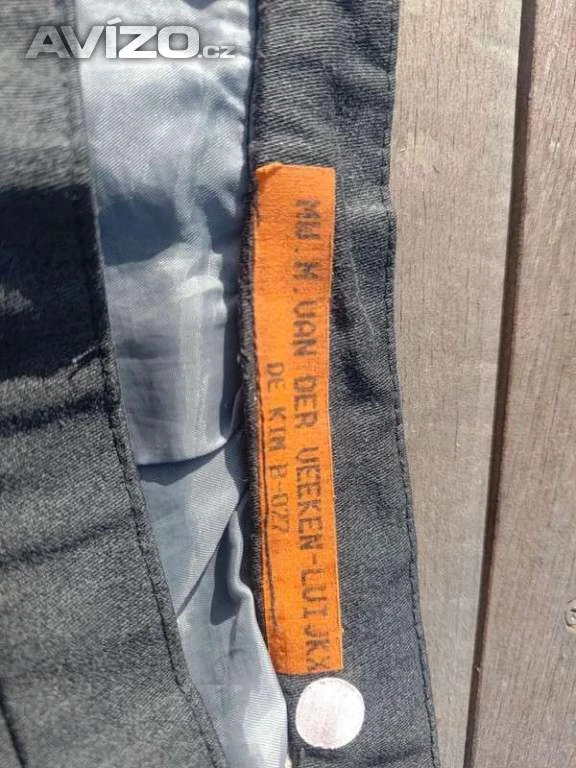 AVÍZO.cz
MW.M.VAN DER VEEKEN-LUIJKX
DE KIM B-027